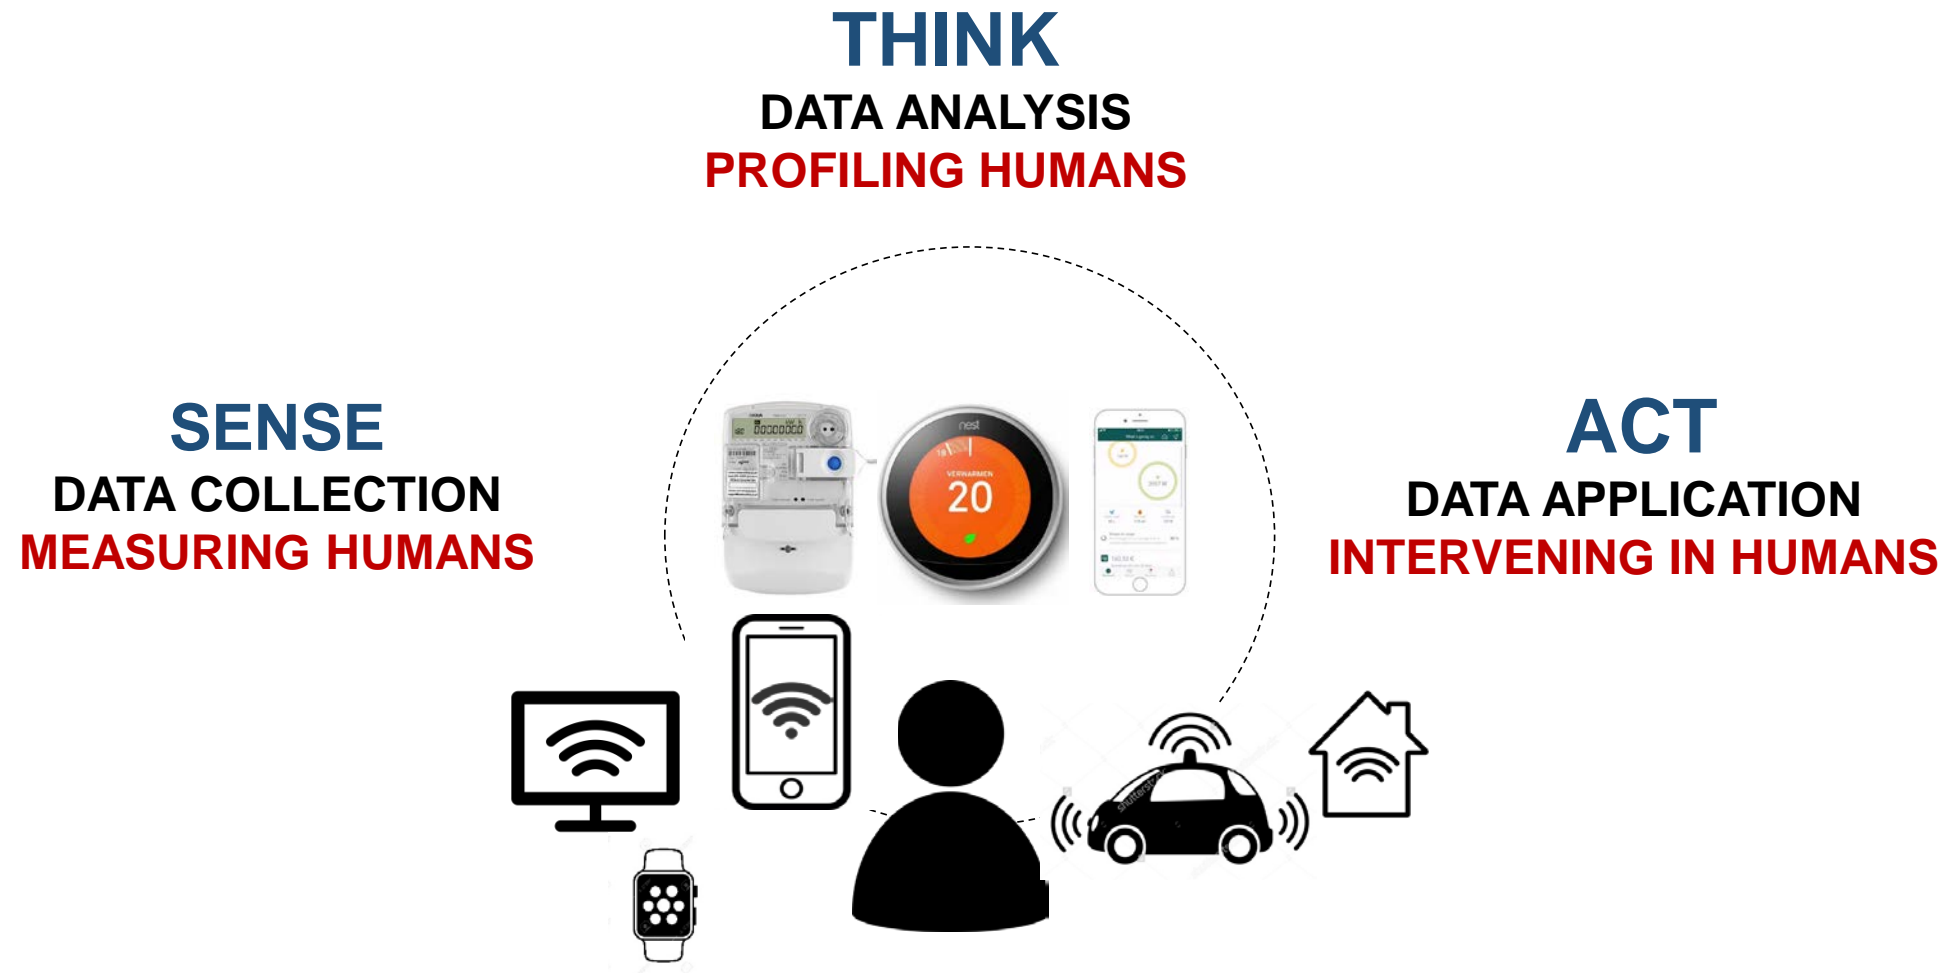 THINK
DATA ANALYSIS
PROFILING HUMANS
SENSE
DATA COLLECTION
MEASURING HUMANS
nest
VERWARMEN
20
ACT
DATA APPLICATION
INTERVENING IN HUMANS